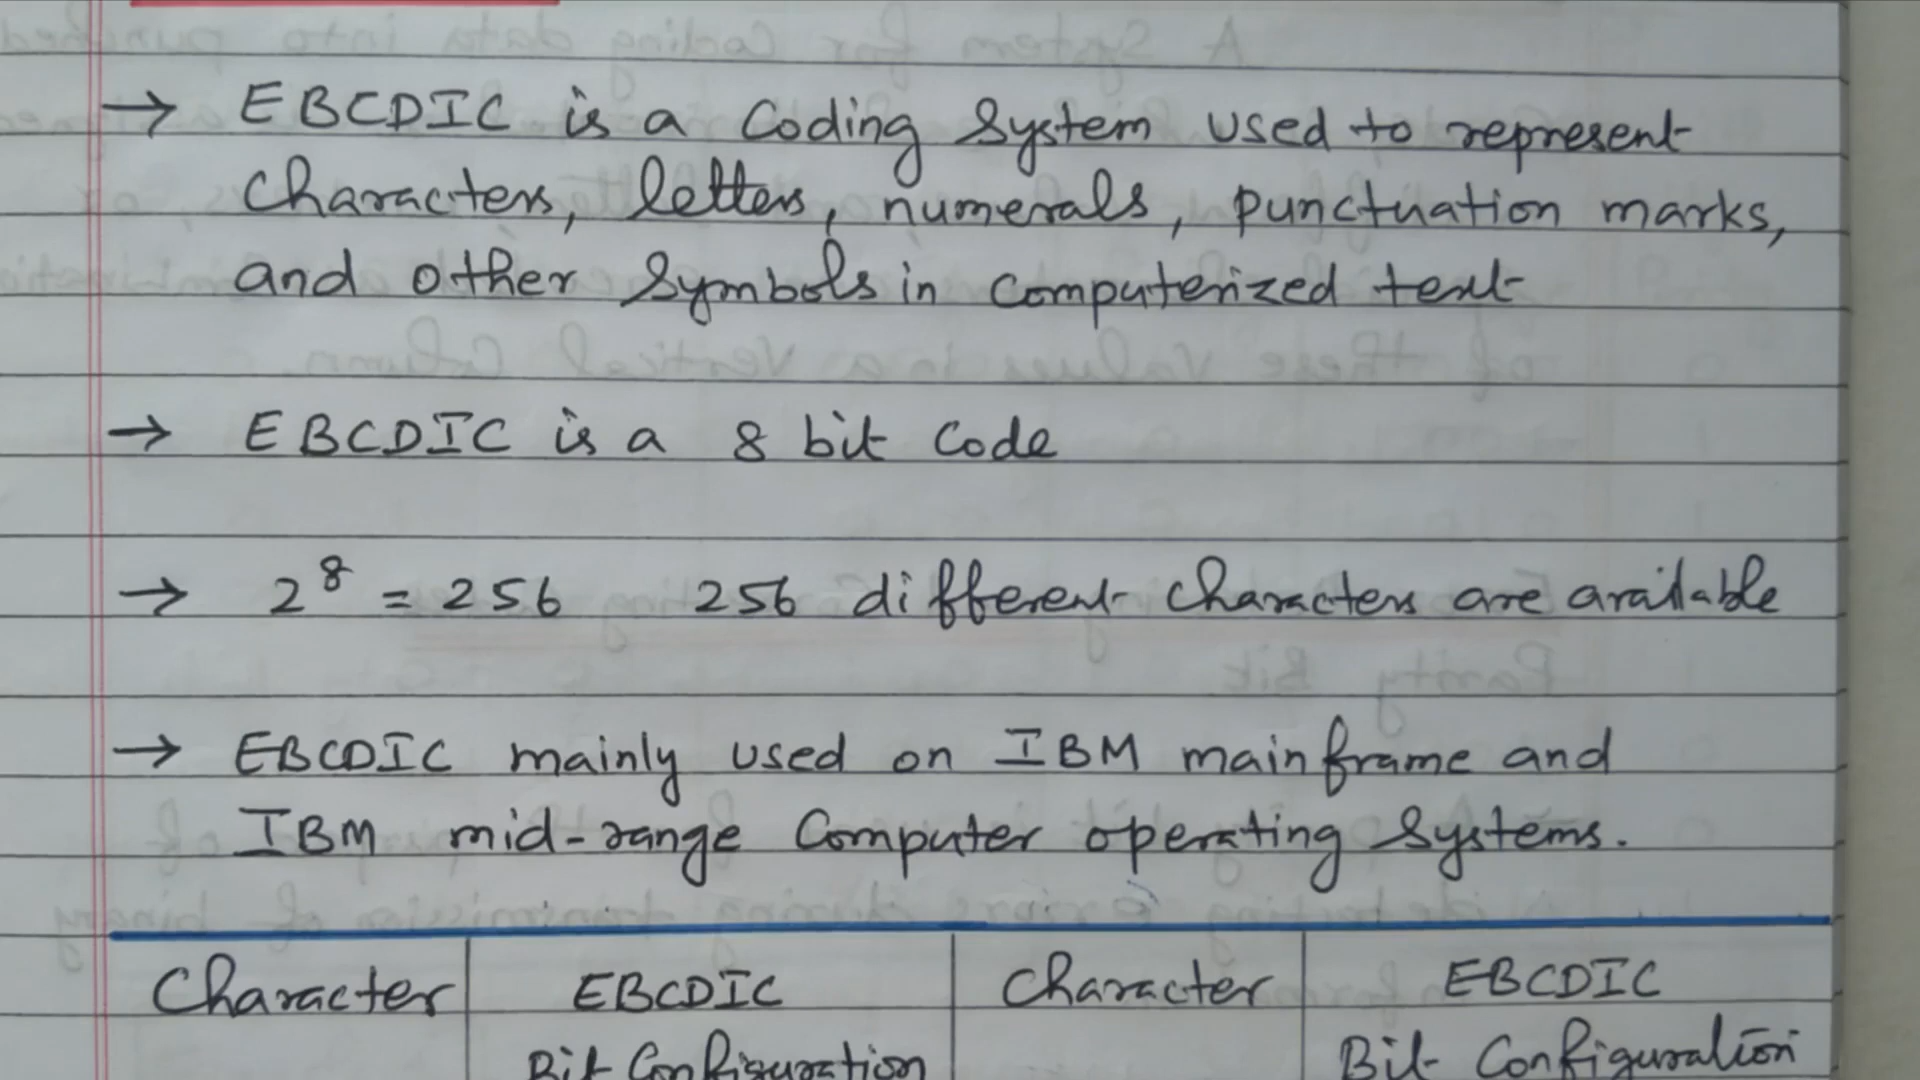 → EBCDIC is a Coding System used to represent
Characters, letters, numerals, punctuation marks,
and other Symbols in Computerized text
→ EBCDIC is a 8 bit Code
→ 2⁸ = 256 256 different Characters are available
→ EBCDIC mainly used on IBM mainframe and
IBM mid-range Computer operating Systems.
Character EBCDIC Character EBCDIC
Bit Configuration Bit Configuration